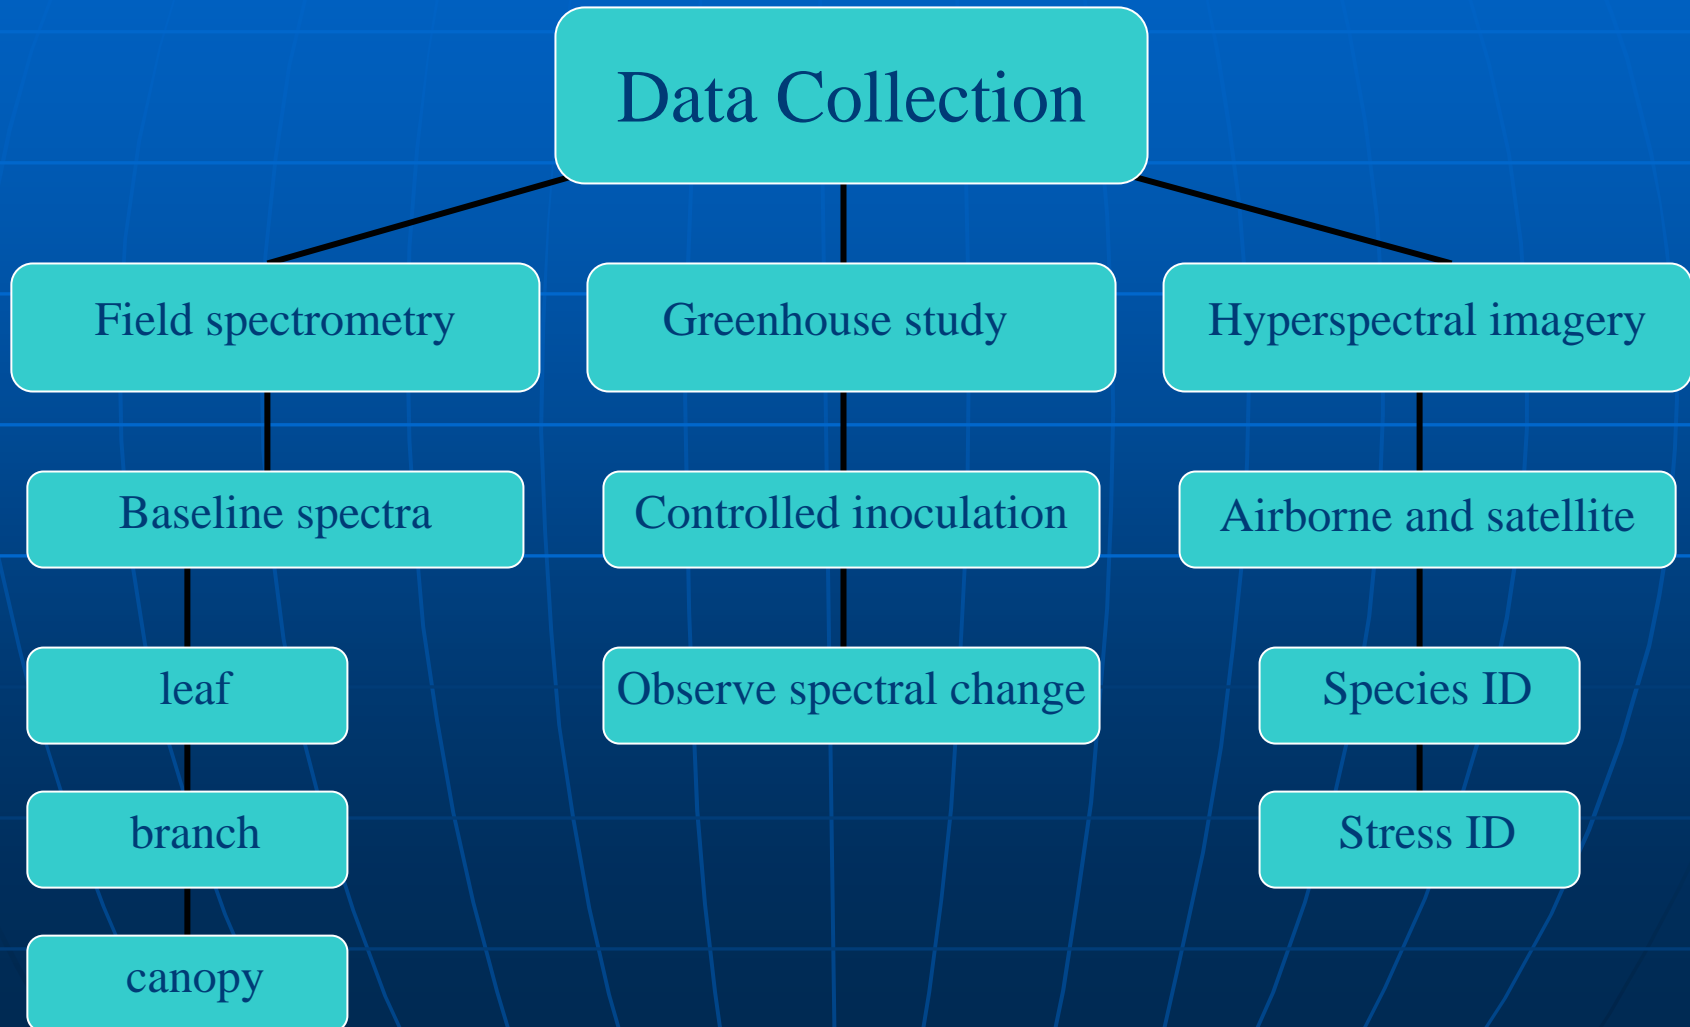 Data Collection
Field spectrometry
Greenhouse study
Hyperspectral imagery
Baseline spectra
Controlled inoculation
Airborne and satellite
leaf
Observe spectral change
Species ID
branch
Stress ID
canopy